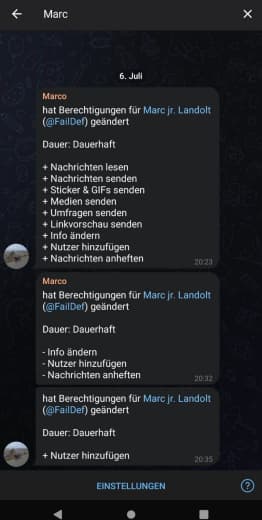 Marc
6. Juli
Marco
hat Berechtigungen für Marc jr. Landolt
(@FailDef) geändert
Dauer: Dauerhaft
+ Nachrichten lesen
+ Nachrichten senden
+ Sticker & GIFs senden
+ Medien senden
+ Umfragen senden
+ Linkvorschau senden
+ Info ändern
+ Nutzer hinzufügen
+ Nachrichten anheften
20:23
Marco
hat Berechtigungen für Marc jr. Landolt
(@FailDef) geändert
Dauer: Dauerhaft
- Info ändern
- Nutzer hinzufügen
- Nachrichten anheften
20:32
hat Berechtigungen für Marc jr. Landolt
(@FailDef) geändert
Dauer: Dauerhaft
+ Nutzer hinzufügen
20:35
EINSTELLUNGEN